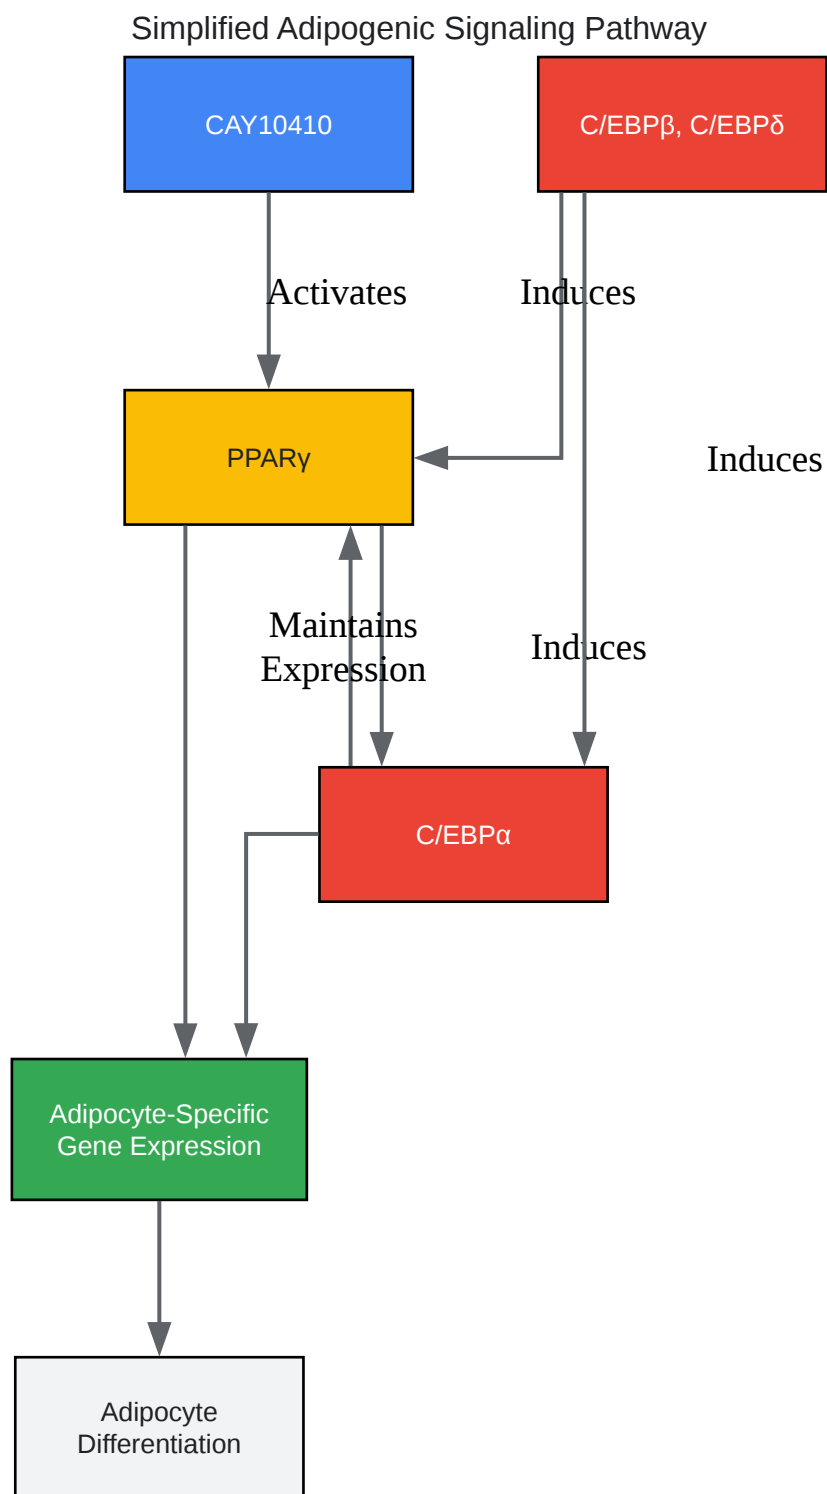 Simplified Adipogenic Signaling Pathway
CAY10410
C/EBPβ, C/EBPδ
Activates
Induces
PPARγ
Induces
Maintains
Expression
Induces
C/EBPα
Adipocyte-Specific
Gene Expression
Adipocyte
Differentiation